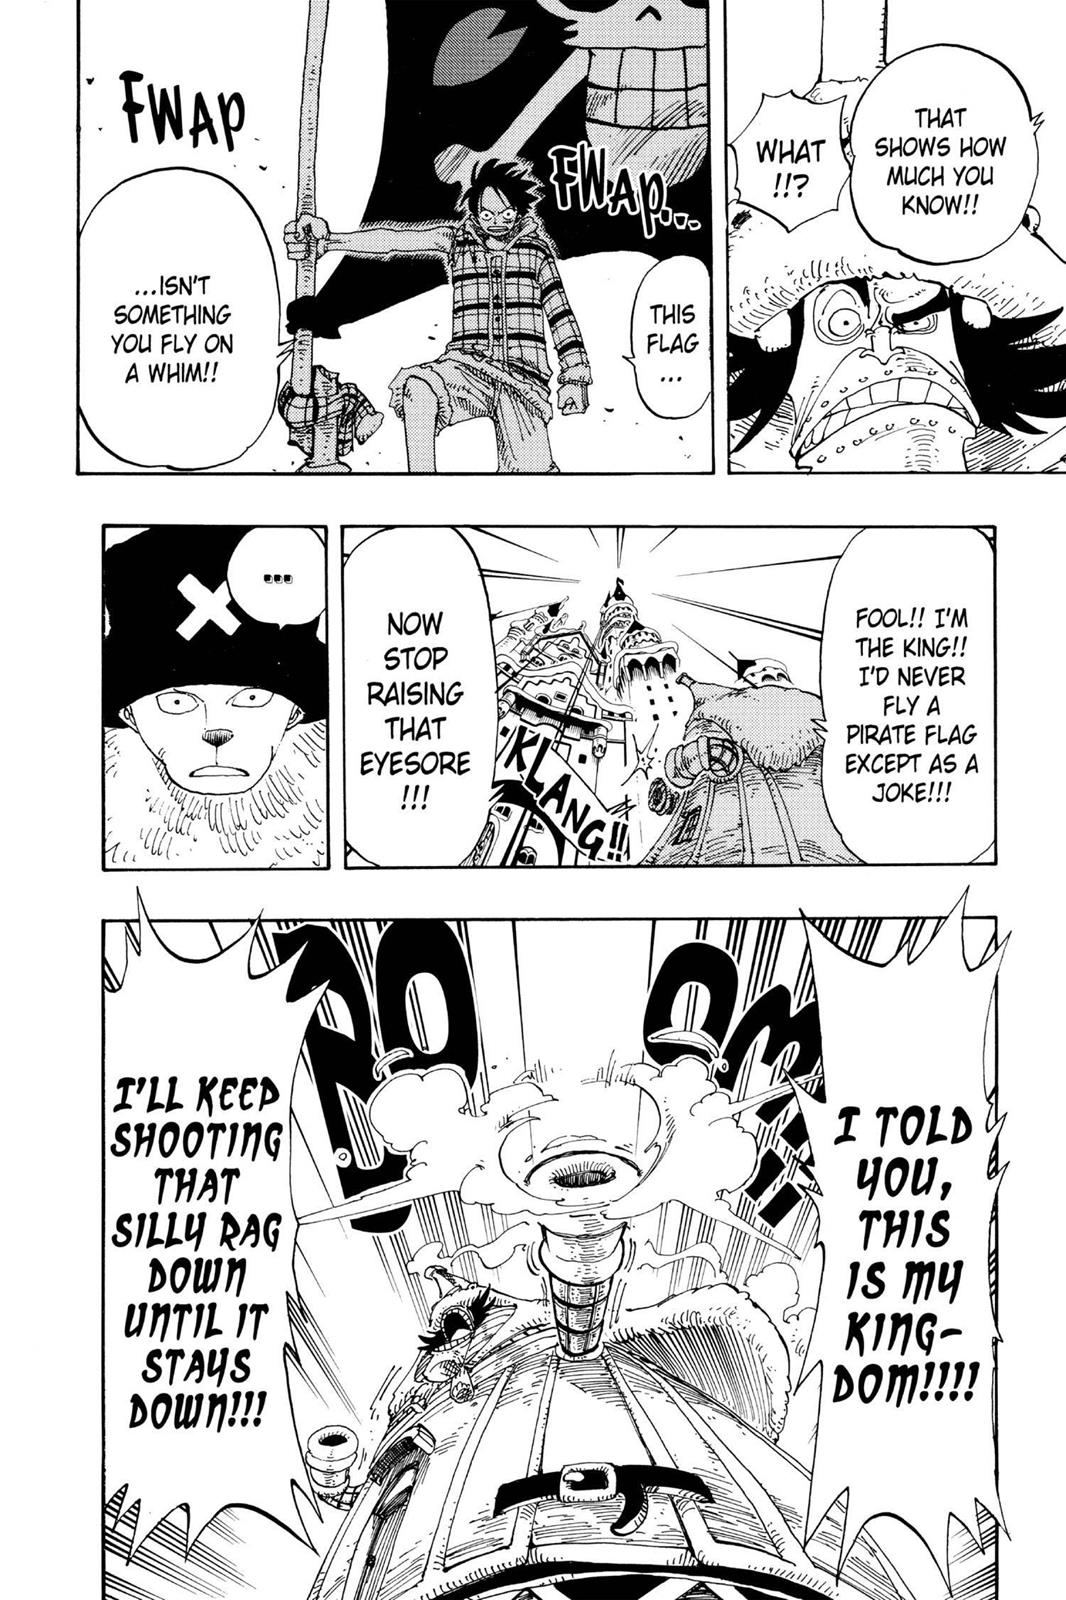 THAT
SHOWS HOW
MUCH YOU
KNOW!!
WHAT
!!?
THIS
FLAG
...
FWAP...
FWAP
...ISN'T
SOMETHING
YOU FLY ON
A WHIM!!
FOOL!! I'M
THE KING!!
I'D NEVER
FLY A
PIRATE FLAG
EXCEPT AS A
JOKE!!!
KLANG!!
NOW
STOP
RAISING
THAT
EYESORE
!!!
...
I TOLD
YOU,
THIS
IS MY
KING-
DOM!!!!
I'LL KEEP
SHOOTING
THAT
SILLY RAG
DOWN
UNTIL IT
STAYS
DOWN!!!